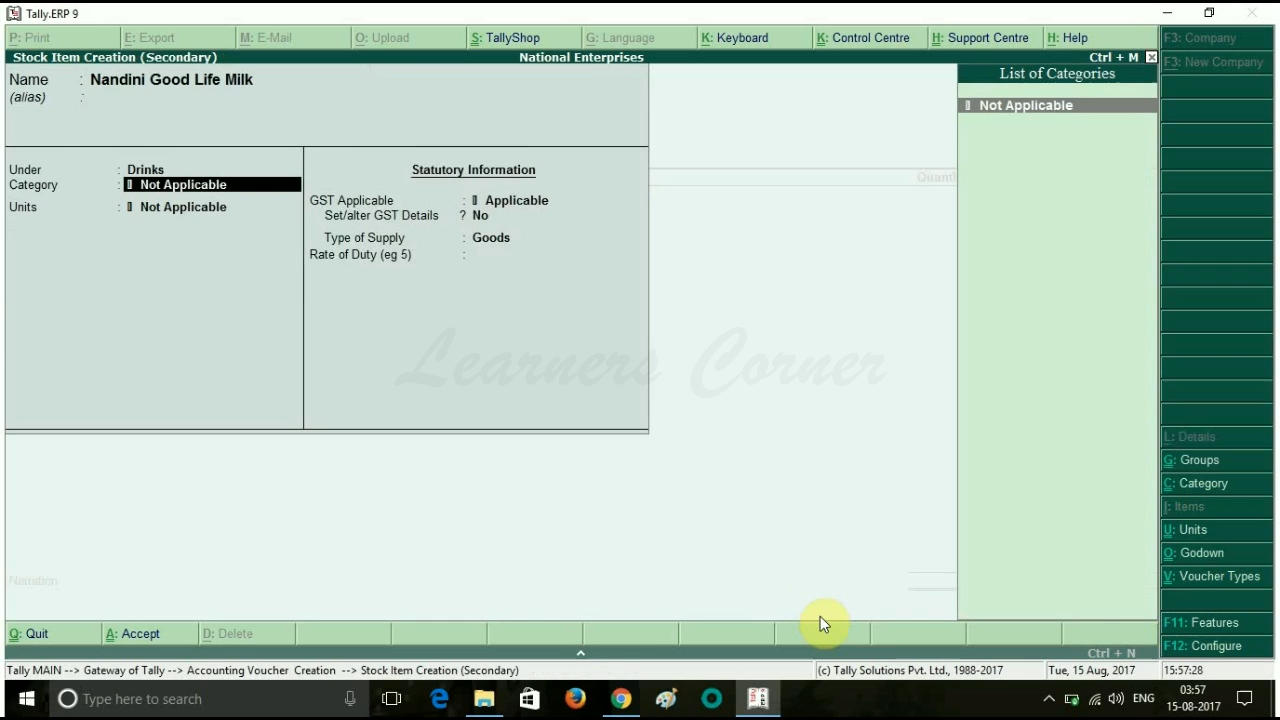 Tally.ERP 9
P: Print E: Export M: E-Mail O: Upload S: TallyShop G: Language K: Keyboard K: Control Centre H: Support Centre H: Help F3: Company
Stock Item Creation (Secondary) National Enterprises Ctrl + M
F3: New Company
Name : Nandini Good Life Milk
(alias) :
List of Categories
Not Applicable
Under : Drinks
Category : Not Applicable
Units : Not Applicable
Statutory Information
GST Applicable : Applicable
Set/alter GST Details ? No
Type of Supply : Goods
Rate of Duty (eg 5) :
Learners Corner
Narration
L: Details
G: Groups
C: Category
I: Items
U: Units
O: Godown
V: Voucher Types
F11: Features
F12: Configure
Q: Quit A: Accept D: Delete
Ctrl + N
Tally MAIN --> Gateway of Tally --> Accounting Voucher Creation --> Stock Item Creation (Secondary) (c) Tally Solutions Pvt. Ltd., 1988-2017 Tue, 15 Aug, 2017 15:57:28
Type here to search ENG 03:57
15-08-2017